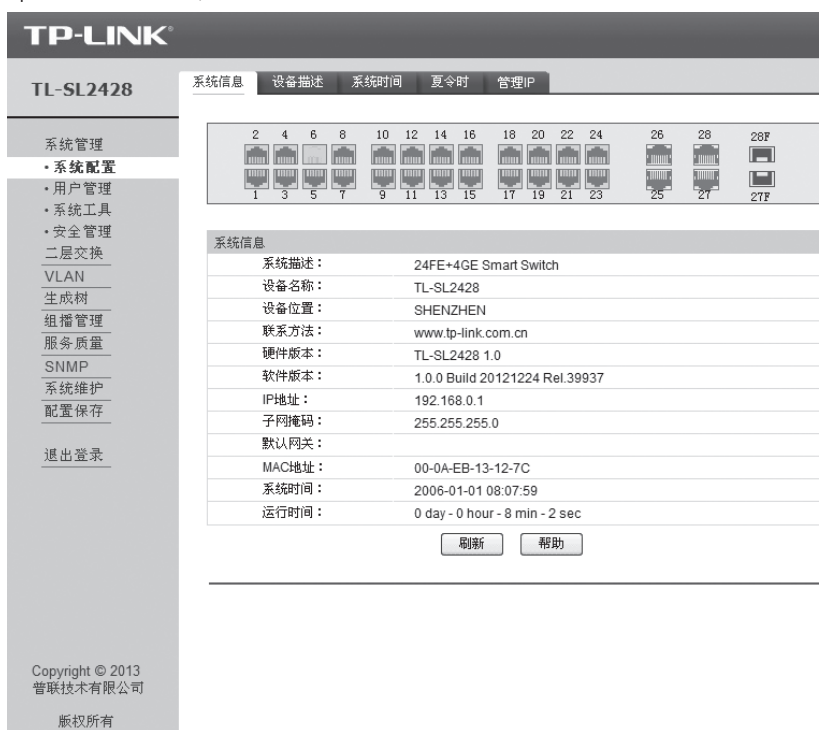 TP-LINK®
TL-SL2428
系统信息 设备描述 系统时间 夏令时 管理IP
系统管理
•系统配置
•用户管理
•系统工具
•安全管理
二层交换
VLAN
生成树
组播管理
服务质量
SNMP
系统维护
配置保存
退出登录
2 4 6 8 10 12 14 16 18 20 22 24 26 28 28F
1 3 5 7 9 11 13 15 17 19 21 23 25 27 27F
系统信息
系统描述： 24FE+4GE Smart Switch
设备名称： TL-SL2428
设备位置： SHENZHEN
联系方法： www.tp-link.com.cn
硬件版本： TL-SL2428 1.0
软件版本： 1.0.0 Build 20121224 Rel.39937
IP地址： 192.168.0.1
子网掩码： 255.255.255.0
默认网关：
MAC地址： 00-0A-EB-13-12-7C
系统时间： 2006-01-01 08:07:59
运行时间： 0 day - 0 hour - 8 min - 2 sec
刷新 帮助
Copyright © 2013
普联技术有限公司
版权所有